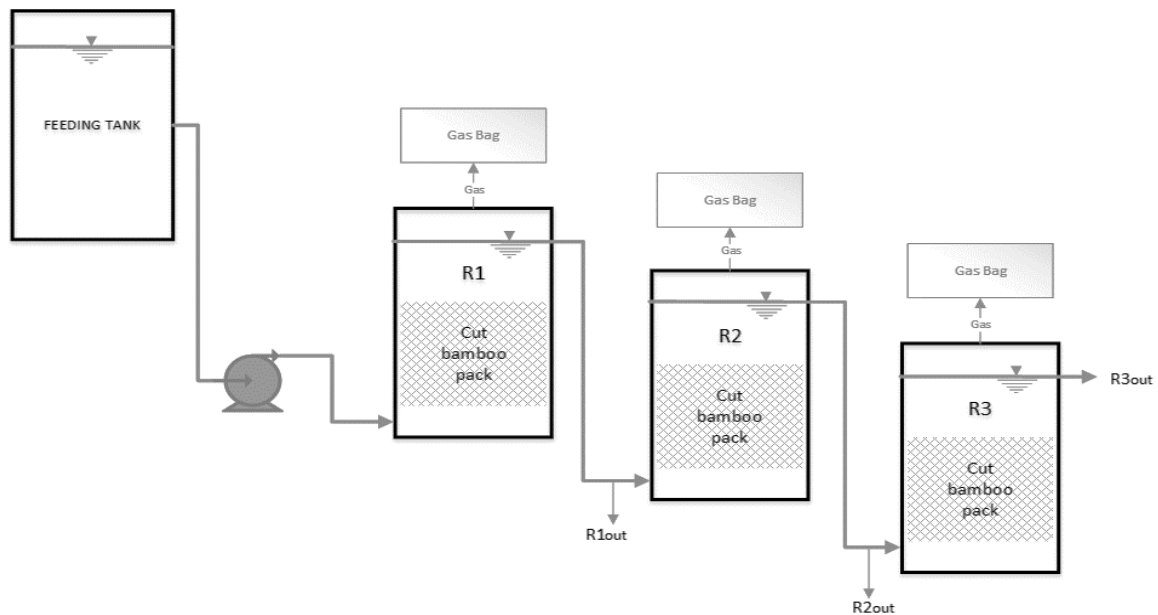 FEEDING TANK
Gas Bag
Gas
R1
Cut
bamboo
pack
R1out
Gas Bag
Gas
R2
Cut
bamboo
pack
R2out
Gas Bag
Gas
R3
Cut
bamboo
pack
R3out